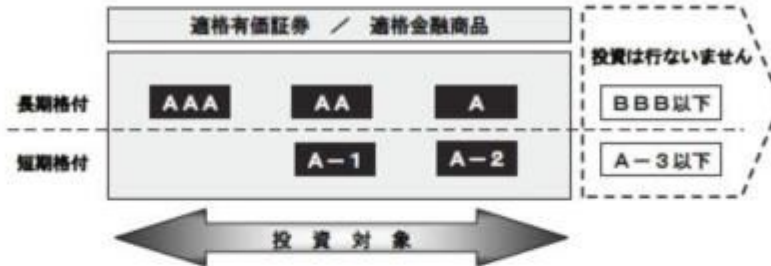 適格有価証券 / 適格金融商品
投資は行ないません
長期格付 AAA AA A BBB以下
短期格付 A-1 A-2 A-3以下
投資対象